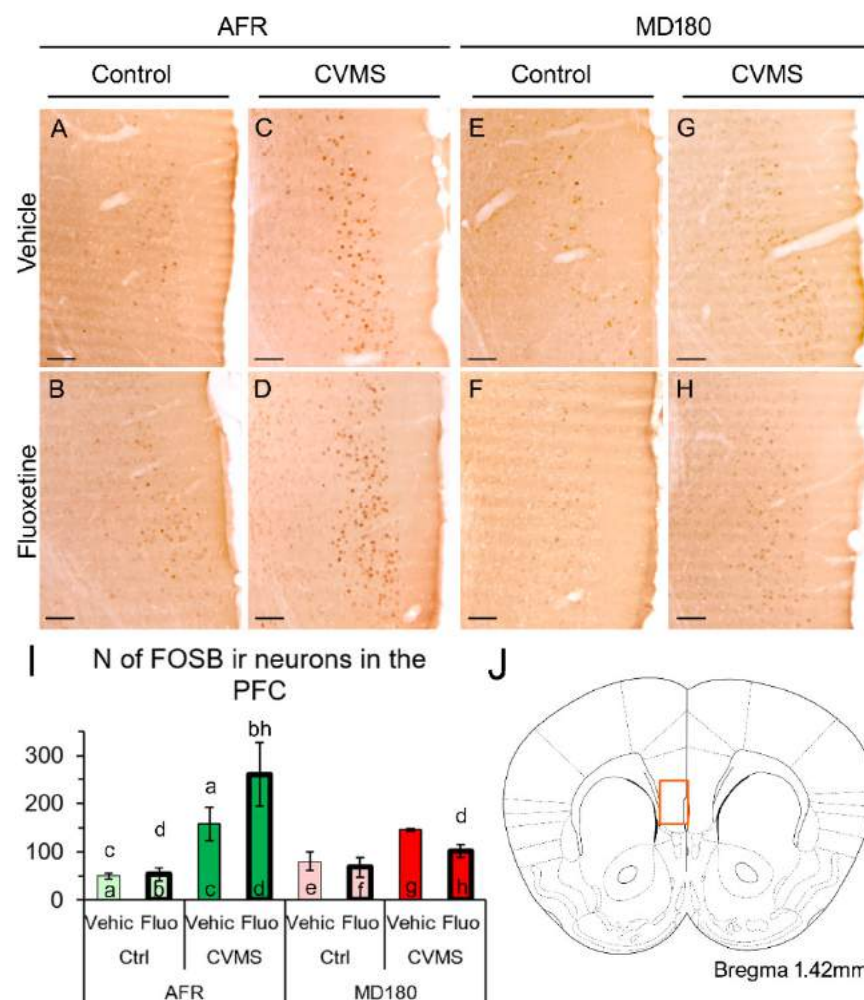 AFR MD180
Control CVMS Control CVMS
Vehicle
A C E G
Fluoxetine
B D F H
I N of FOSB ir neurons in the
PFC
J
300
200
100
0
c d a bh d
a b c d e f g h
Vehic Fluo Vehic Fluo Vehic Fluo Vehic Fluo
Ctrl CVMS Ctrl CVMS
AFR MD180
Bregma 1.42mm